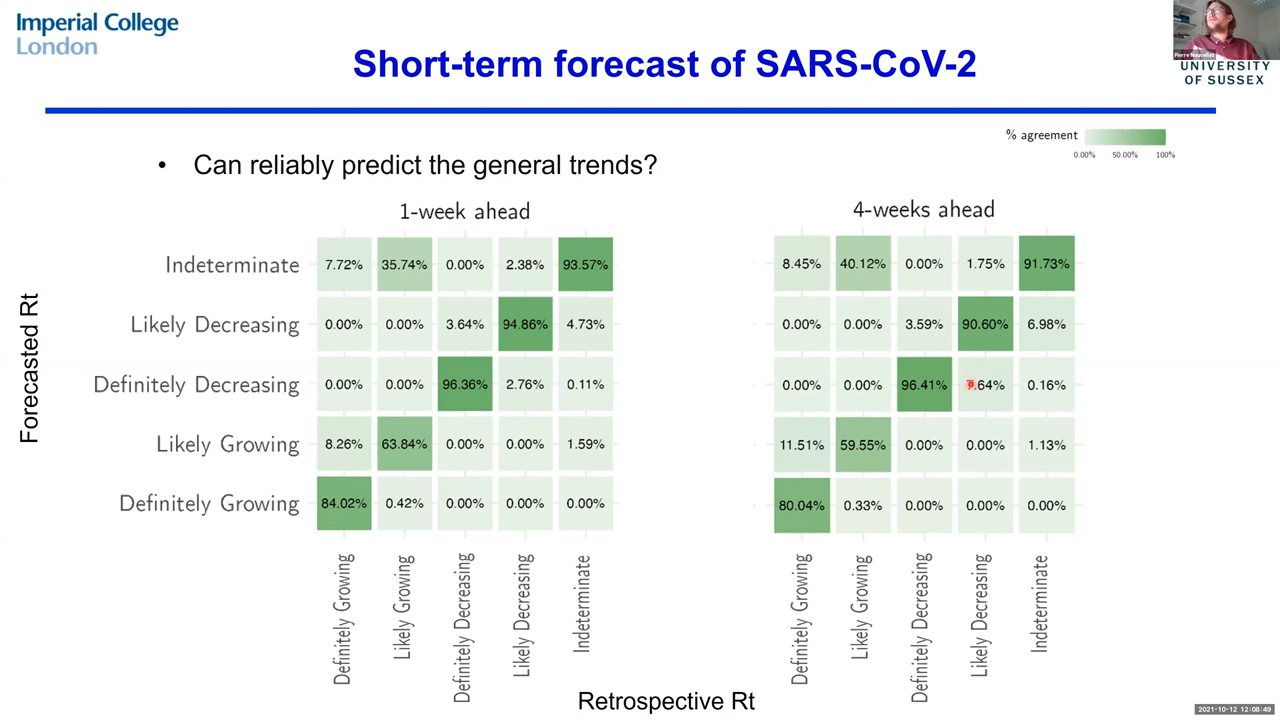 Imperial College
London
Short-term forecast of SARS-CoV-2
UNIVERSITY
OF SUSSEX
% agreement
0.00% 50.00% 100%
• Can reliably predict the general trends?
1-week ahead
4-weeks ahead
Forecasted Rt
Indeterminate 7.72% 35.74% 0.00% 2.38% 93.57%
Likely Decreasing 0.00% 0.00% 3.64% 94.86% 4.73%
Definitely Decreasing 0.00% 0.00% 96.36% 2.76% 0.11%
Likely Growing 8.26% 63.84% 0.00% 0.00% 1.59%
Definitely Growing 84.02% 0.42% 0.00% 0.00% 0.00%
Definitely Growing
Likely Growing
Definitely Decreasing
Likely Decreasing
Indeterminate
8.45% 40.12% 0.00% 1.75% 91.73%
0.00% 0.00% 3.59% 90.60% 6.98%
0.00% 0.00% 96.41% 0.16%
11.51% 59.55% 0.00% 0.00% 1.13%
80.04% 0.33% 0.00% 0.00% 0.00%
Definitely Growing
Likely Growing
Definitely Decreasing
Likely Decreasing
Indeterminate
Retrospective Rt
2021-10-12 12:08:49